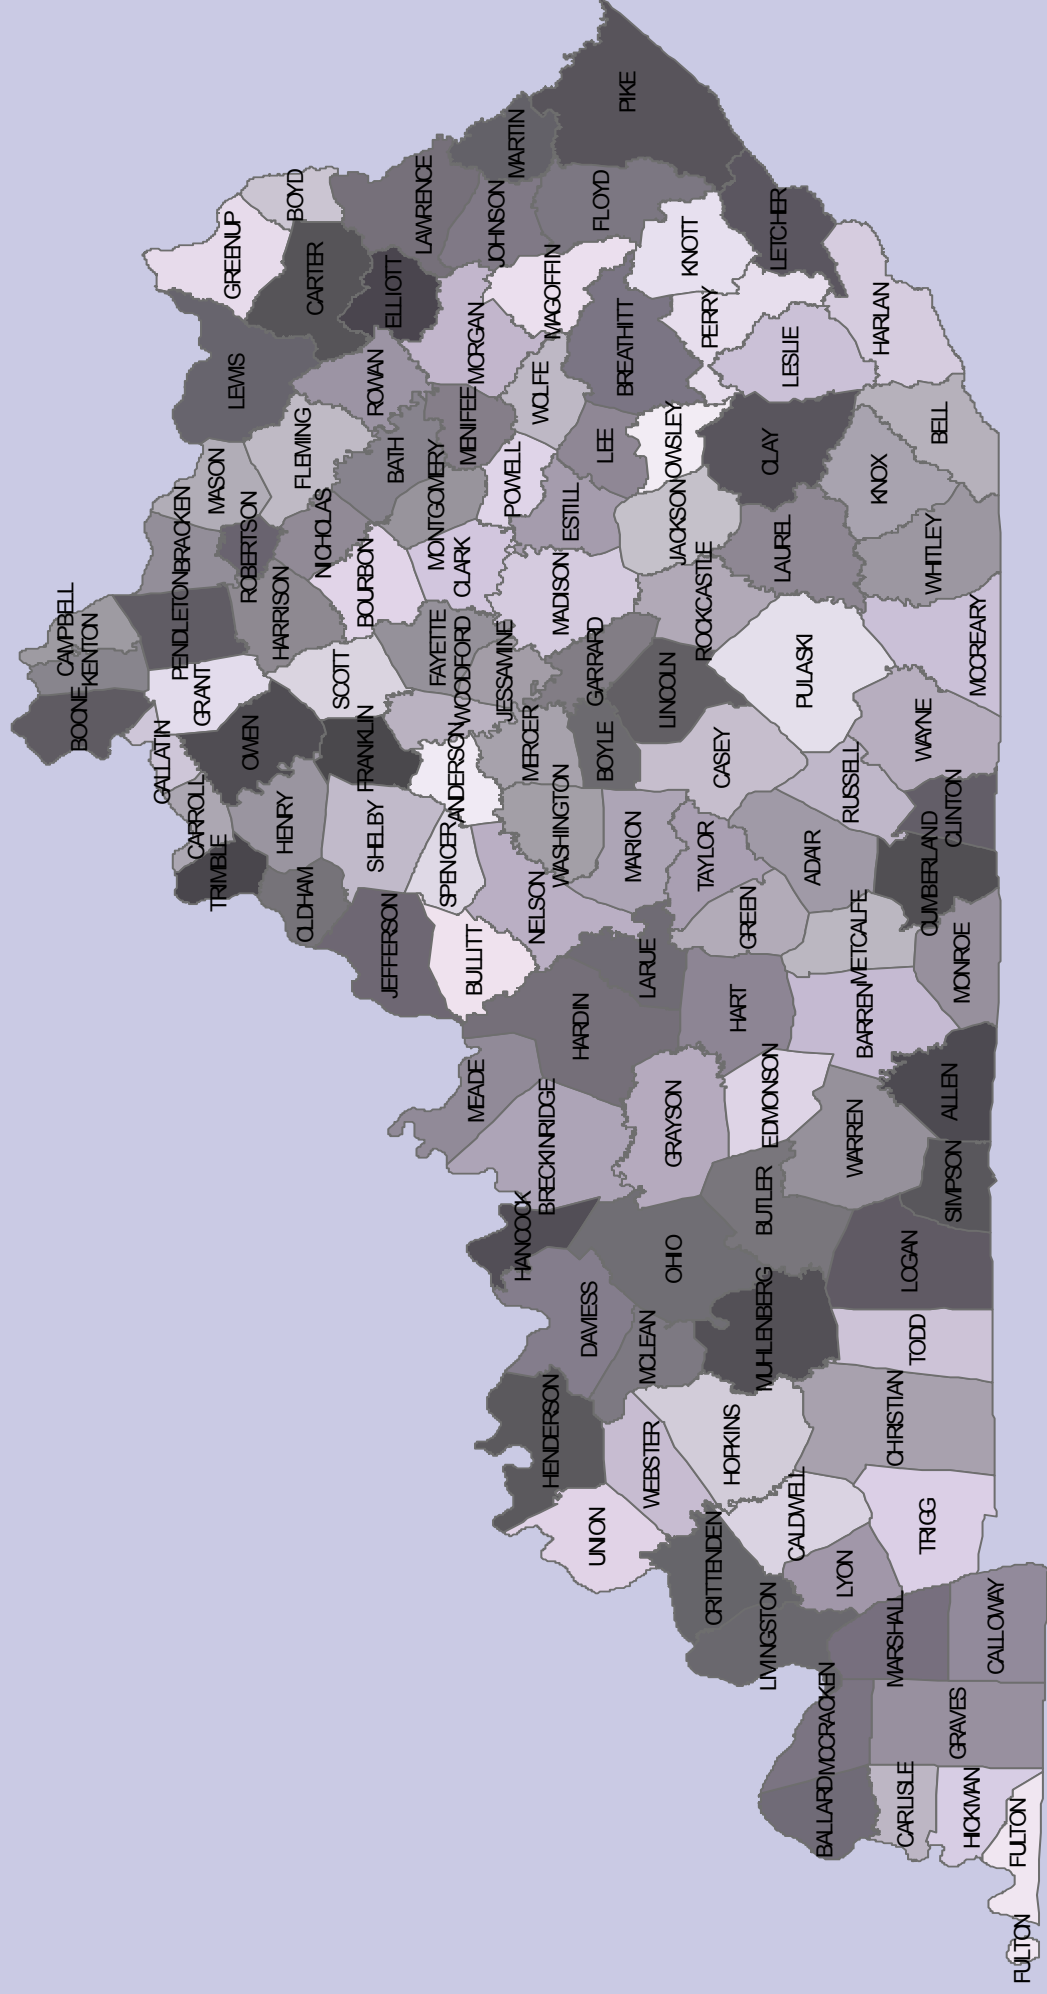 CAMPBELL
BOONE
KENTON
GALLATIN
PENDLETON
BRACKEN
CARROLL
GRANT
TRIMBLE
MASON
OWEN
ROBERTSON
LEWIS
GREENUP
HENRY
HARRISON
OLDHAM
FLEMING
BOYD
NICHOLAS
CARTER
SCOTT
FRANKLIN
BOURBON
SHELBY
ROWAN
JEFFERSON
BATH
ELLIOTT
LAWRENCE
FAYETTE
MONTGOMERY
SPENCER
ANDERSON
WOODFORD
CLARK
BULLITT
MENIFEE
MEADE
MORGAN
JOHNSON
JESSAMINE
POWELL
MARTIN
HANCOCK
MERCER
NELSON
WOLFE
BRECKINRIDGE
HENDERSON
MAGOFFIN
WASHINGTON
MADISON
ESTILL
HARDIN
DAVIESS
UNION
GARRARD
BOYLE
LEE
FLOYD
BREATHITT
PIKE
MARION
MCLEAN
LARUE
WEBSTER
LINCOLN
OHIO
GRAYSON
JACKSON
OWSLEY
KNOTT
ROCKCASTLE
TAYLOR
PERRY
CRITTENDEN
CASEY
HOPKINS
HART
GREEN
LIVINGSTON
MUHLENBERG
BUTLER
EDMONSON
CLAY
LETCHER
LAUREL
LESLIE
CALDWELL
PULASKI
ADAIR
BALLARD
MCCRACKEN
LYON
RUSSELL
WARREN
METCALFE
BARREN
KNOX
HARLAN
MARSHALL
CHRISTIAN
CARLISLE
LOGAN
TODD
WAYNE
TRIGG
CUMBERLAND
WHITLEY
BELL
ALLEN
SIMPSON
CLINTON
GRAVES
MONROE
HICKMAN
MCCREARY
CALLOWAY
FULTON
FULTON